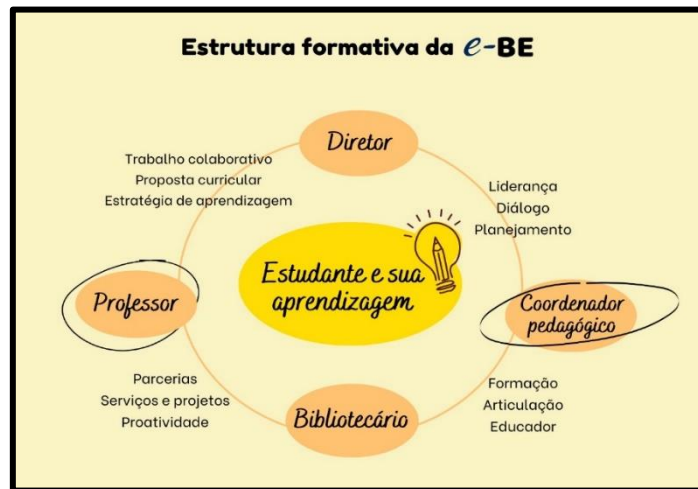 Estrutura formativa da e-BE
Diretor
Trabalho colaborativo
Proposta curricular
Estratégia de aprendizagem
Liderança
Diálogo
Planejamento
Estudante e sua
aprendizagem
Professor
Coordenador
pedagógico
Parcerias
Serviços e projetos
Proatividade
Formação
Articulação
Educador
Bibliotecário